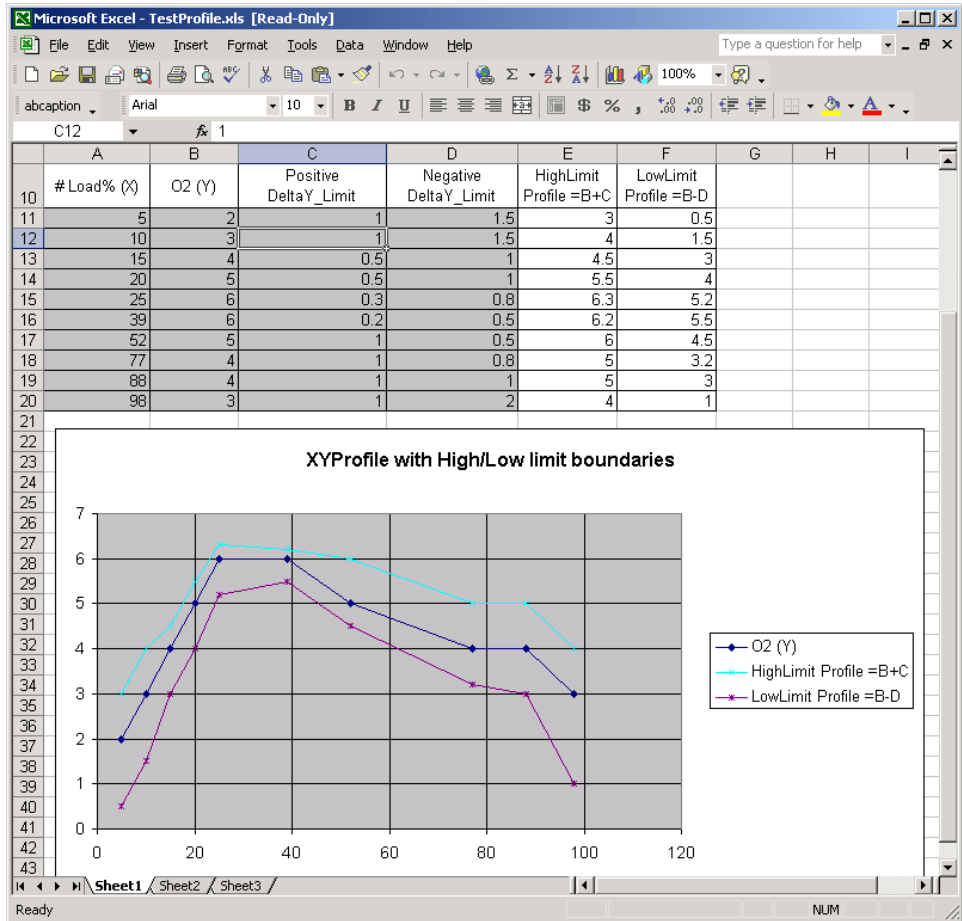 Microsoft Excel - TestProfile.xls [Read-Only]
File Edit View Insert Format Tools Data Window Help Type a question for help
ABC 100%
abcaption Arial 10 B I U $ % , .00 .00 A
C12 fx 1
A B C D E F G H I
10 # Load% (X) O2 (Y) Positive DeltaY_Limit Negative DeltaY_Limit HighLimit Profile =B+C LowLimit Profile =B-D
11 5 2 1 1.5 3 0.5
12 10 3 1 1.5 4 1.5
13 15 4 0.5 1 4.5 3
14 20 5 0.5 1 5.5 4
15 25 6 0.3 0.8 6.3 5.2
16 39 6 0.2 0.5 6.2 5.5
17 52 5 1 0.5 6 4.5
18 77 4 1 0.8 5 3.2
19 88 4 1 1 5 3
20 98 3 1 2 4 1
21
22
23 XYProfile with High/Low limit boundaries
24
25
26 7
27
28 6
29
30 5
31
32 4 O2 (Y)
33 HighLimit Profile =B+C
34 3 LowLimit Profile =B-D
35
36
37 2
38
39 1
40
41 0
42 0 20 40 60 80 100 120
43
Sheet1 Sheet2 Sheet3
Ready NUM